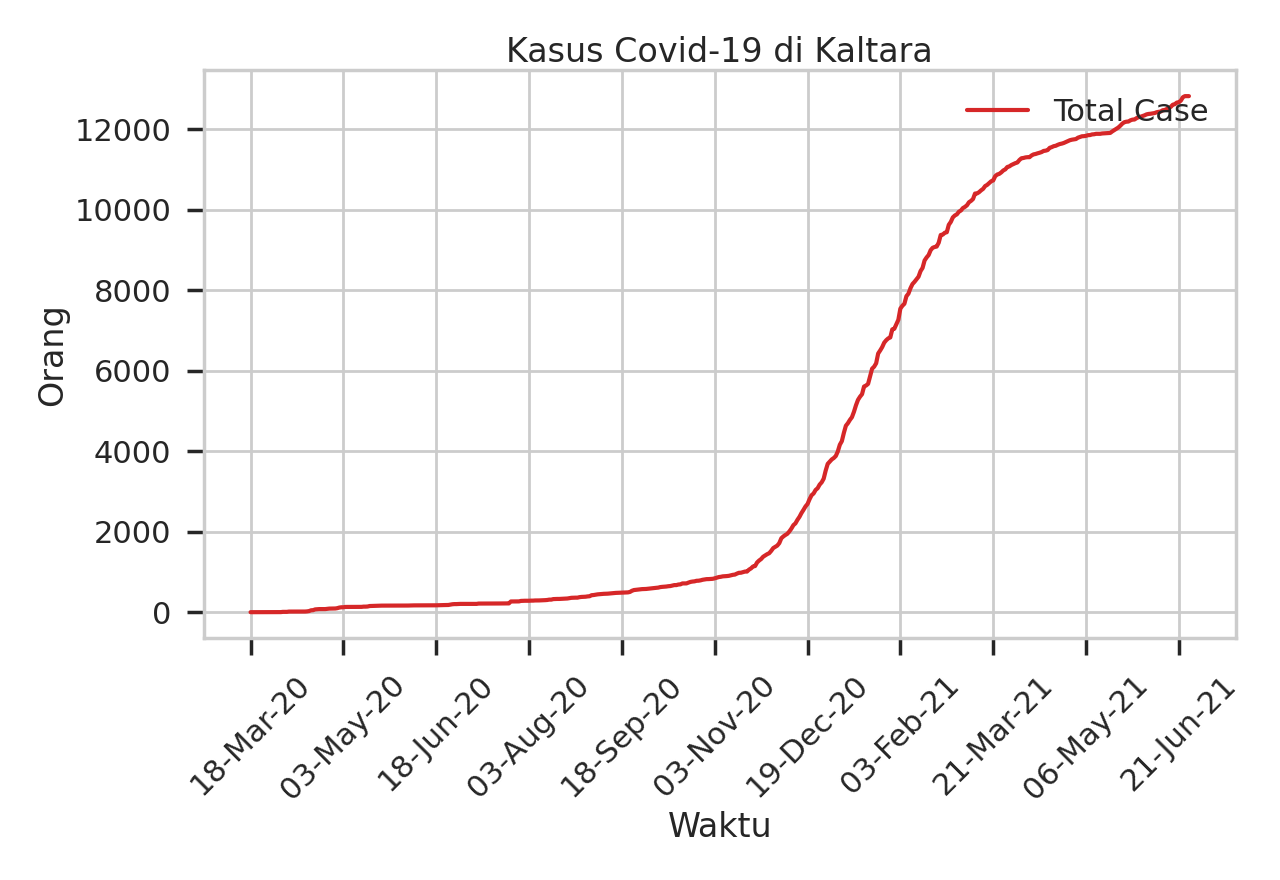 Kasus Covid-19 di Kaltara
Total Case
Orang
12000
10000
8000
6000
4000
2000
0
18-Mar-20
03-May-20
18-Jun-20
03-Aug-20
18-Sep-20
03-Nov-20
19-Dec-20
03-Feb-21
21-Mar-21
06-May-21
21-Jun-21
Waktu